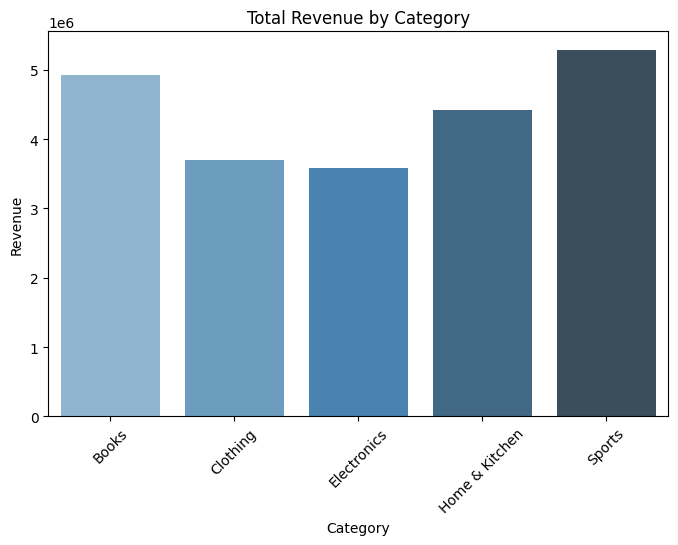 Total Revenue by Category
1e6
5
4
3
2
1
0
Revenue
Books
Clothing
Electronics
Home & Kitchen
Sports
Category